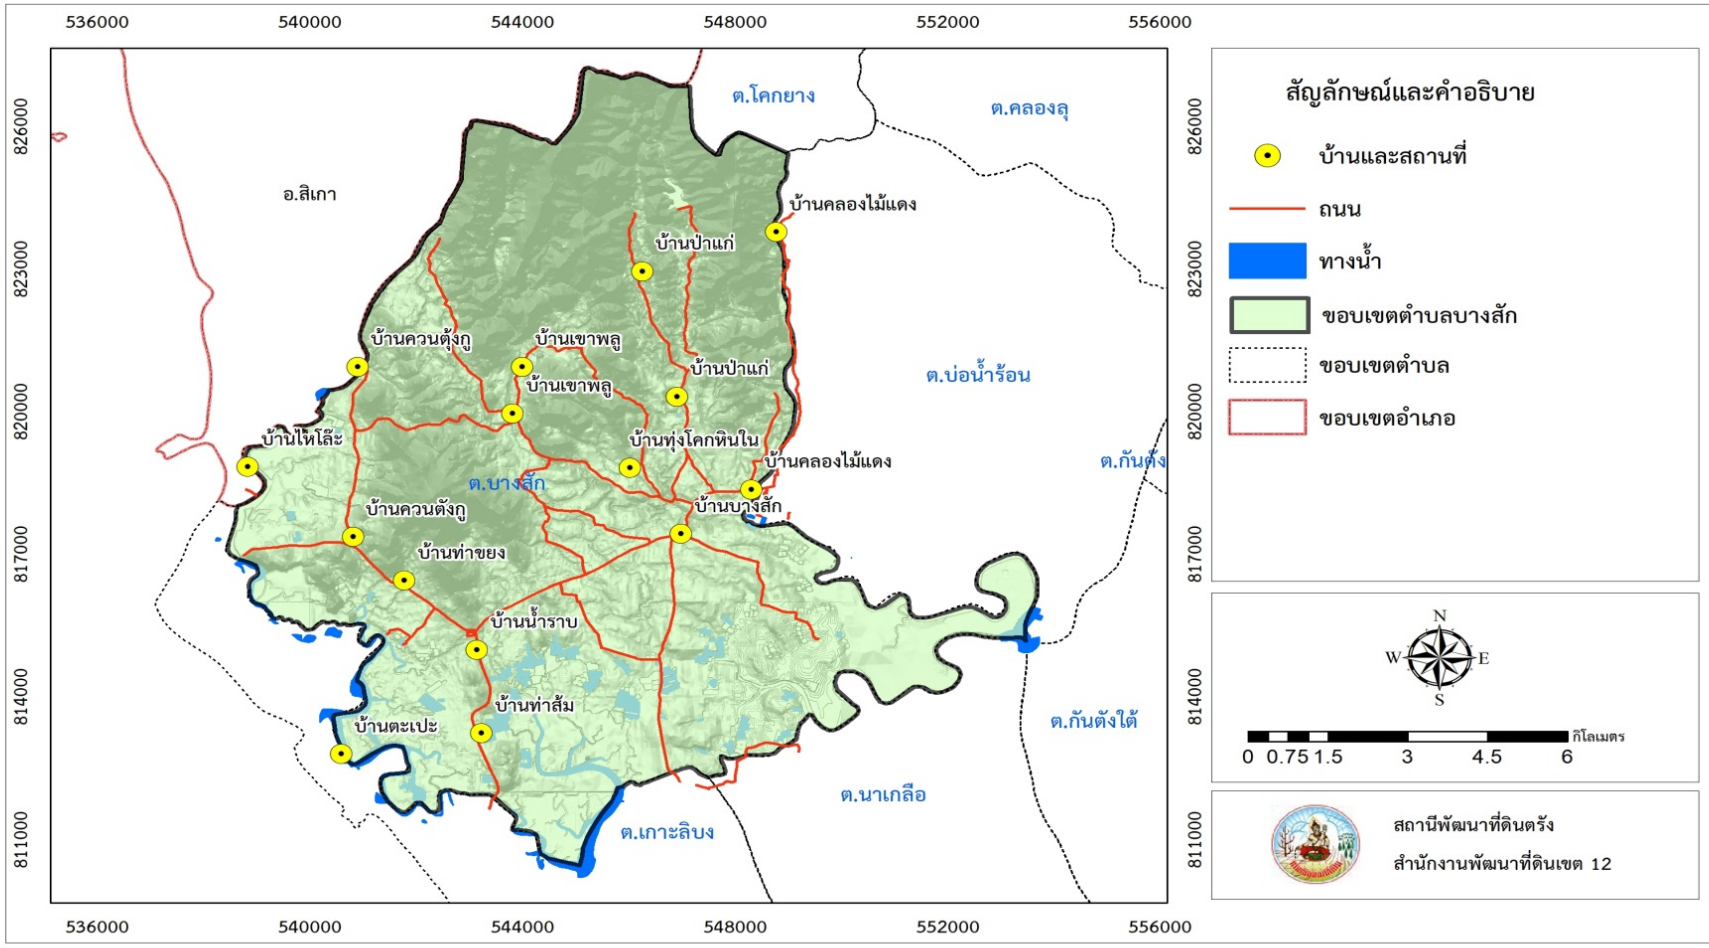 536000 540000 544000 548000 552000 556000
826000
823000
820000
817000
814000
811000
ต.โคกยาง
ต.คลองลุ
อ.สิเกา
บ้านคลองไม้แดง
บ้านป่าแก่
บ้านควนตุ้งกู
บ้านเขาพลู
บ้านป่าแก่
ต.บ่อน้ำร้อน
บ้านเขาพลู
บ้านไหโล๊ะ
บ้านทุ่งโคกหินใน
บ้านคลองไม้แดง
ต.กันตัง
ต.บางสัก
บ้านควนตังกู
บ้านบางสัก
บ้านท่าขยง
บ้านน้ำราบ
บ้านท่าส้ม
บ้านตะเปะ
ต.กันตังใต้
ต.นาเกลือ
ต.เกาะลิบง
826000
823000
820000
817000
814000
811000
536000 540000 544000 548000 552000 556000
สัญลักษณ์และคำอธิบาย
บ้านและสถานที่
ถนน
ทางน้ำ
ขอบเขตตำบลบางสัก
ขอบเขตตำบล
ขอบเขตอำเภอ
N
W E
S
กิโลเมตร
0 0.75 1.5 3 4.5 6
สถานีพัฒนาที่ดินตรัง
สำนักงานพัฒนาที่ดินเขต 12